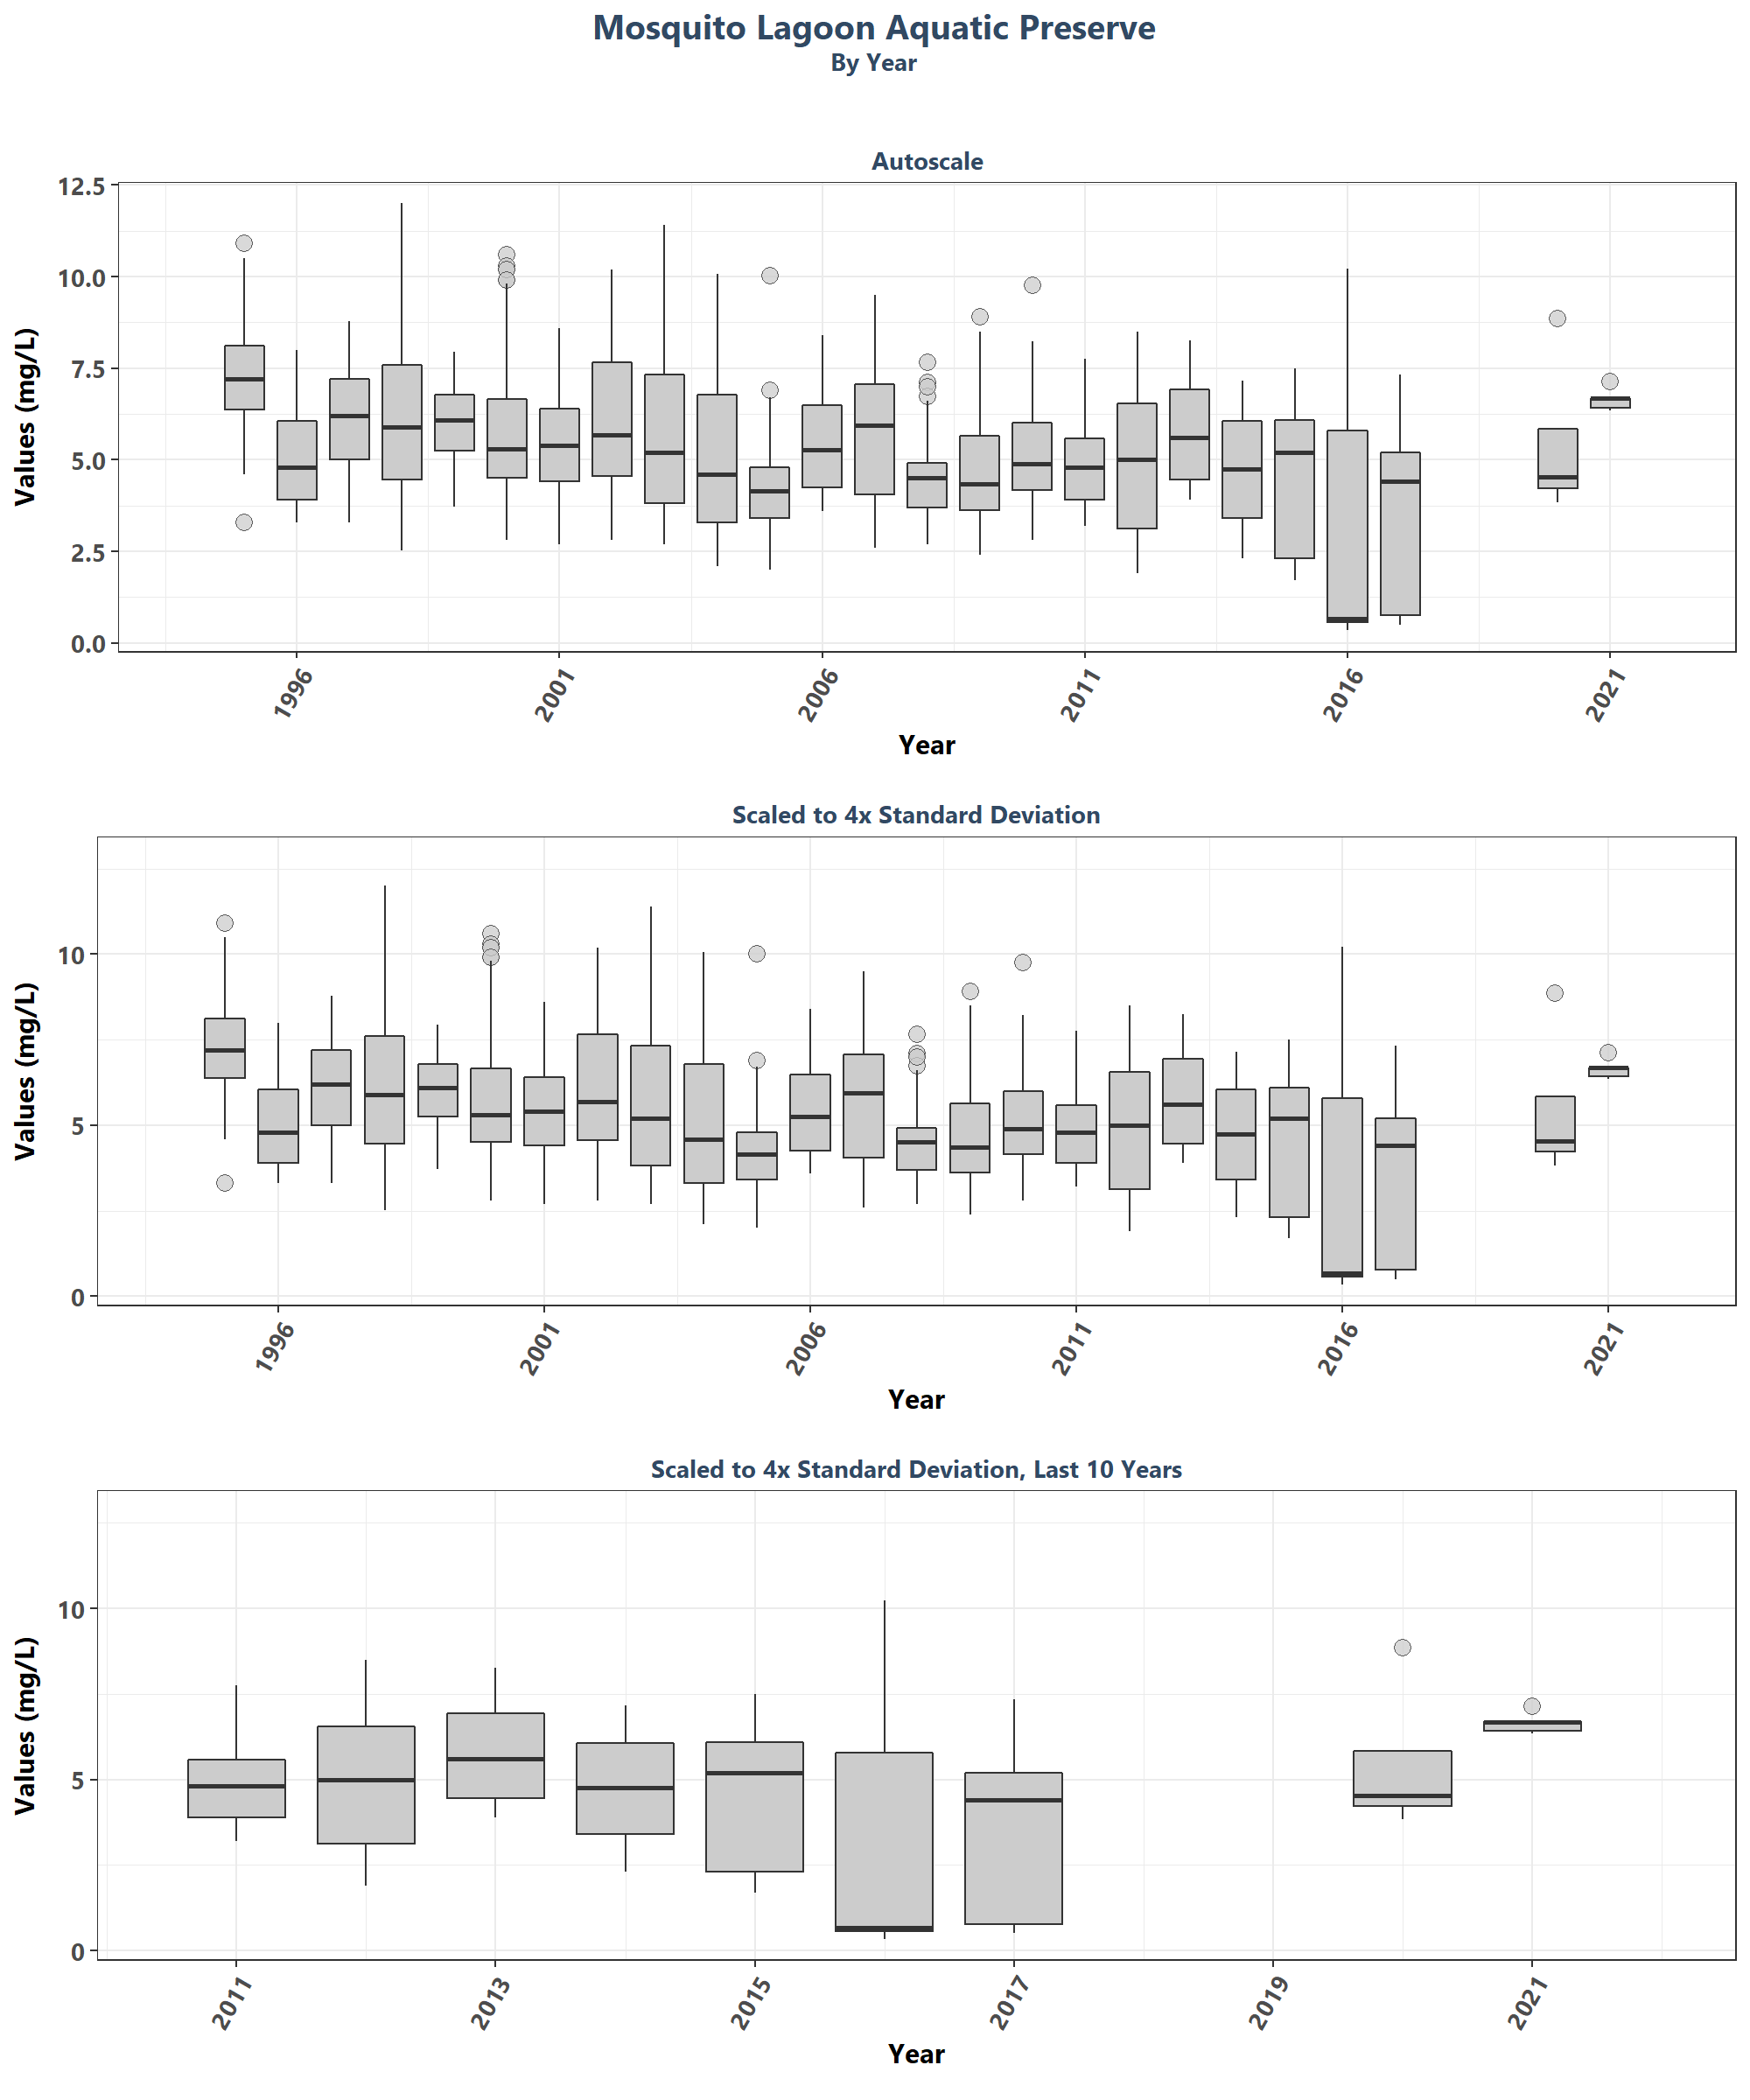 Mosquito Lagoon Aquatic Preserve
By Year
Autoscale
Values (mg/L)
12.5
10.0
7.5
5.0
2.5
0.0
1996 2001 2006 2011 2016 2021
Year
Scaled to 4x Standard Deviation
Values (mg/L)
10
5
0
1996 2001 2006 2011 2016 2021
Year
Scaled to 4x Standard Deviation, Last 10 Years
Values (mg/L)
10
5
0
2011 2013 2015 2017 2019 2021
Year